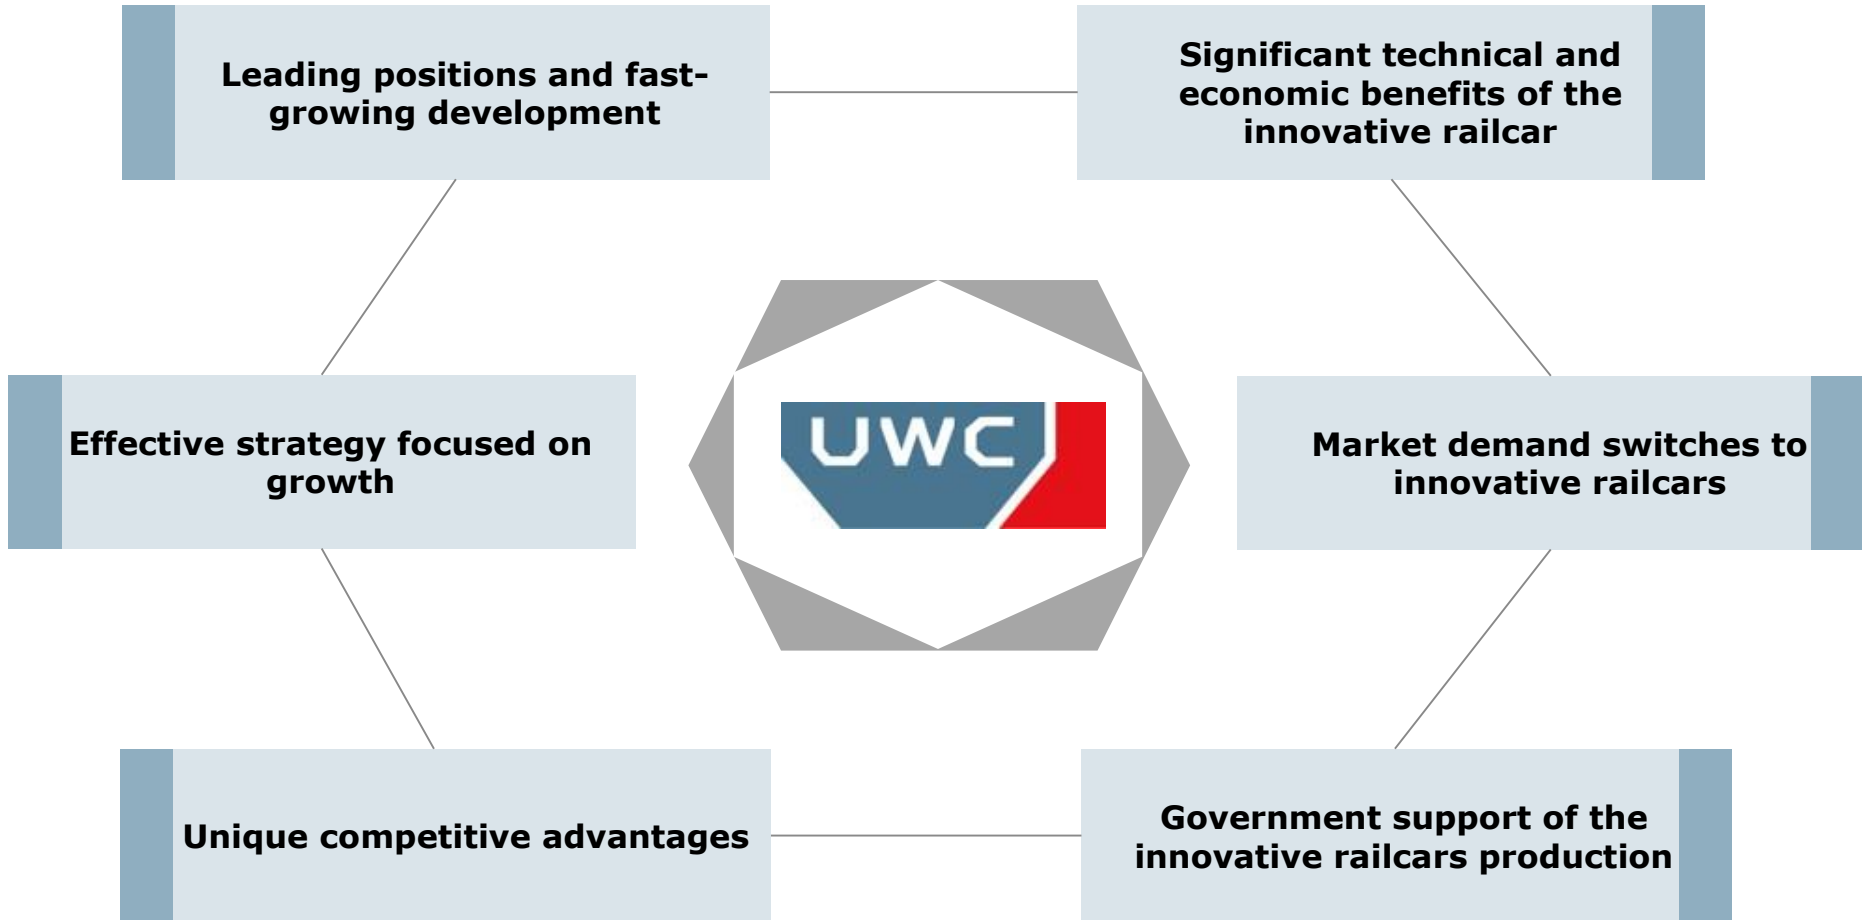 Leading positions and fast-
growing development
Significant technical and
economic benefits of the
innovative railcar
Effective strategy focused on
growth
UWC
Market demand switches to
innovative railcars
Unique competitive advantages
Government support of the
innovative railcars production